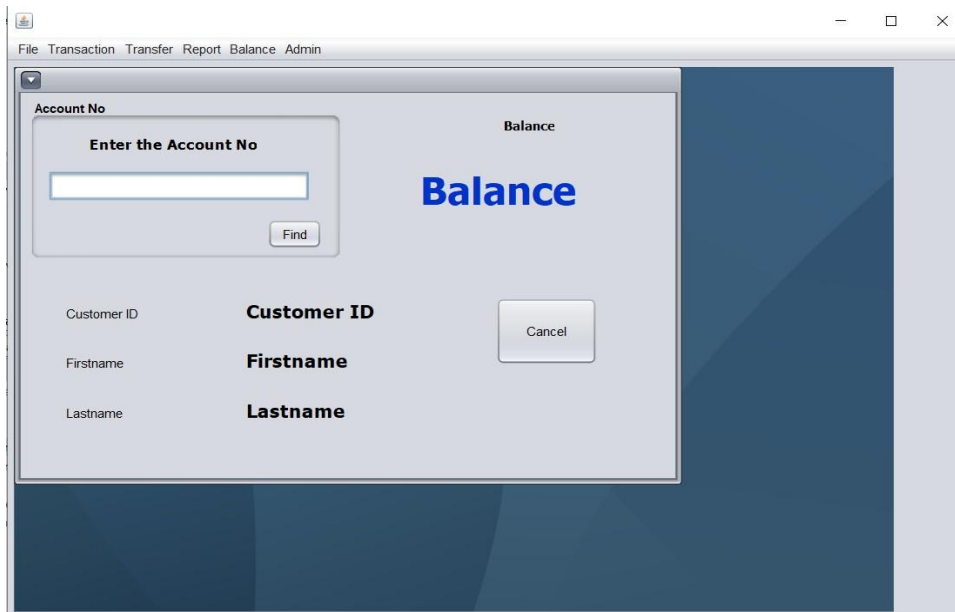 File Transaction Transfer Report Balance Admin
Account No
Enter the Account No
Balance
Balance
Find
Customer ID Customer ID
Cancel
Firstname Firstname
Lastname Lastname